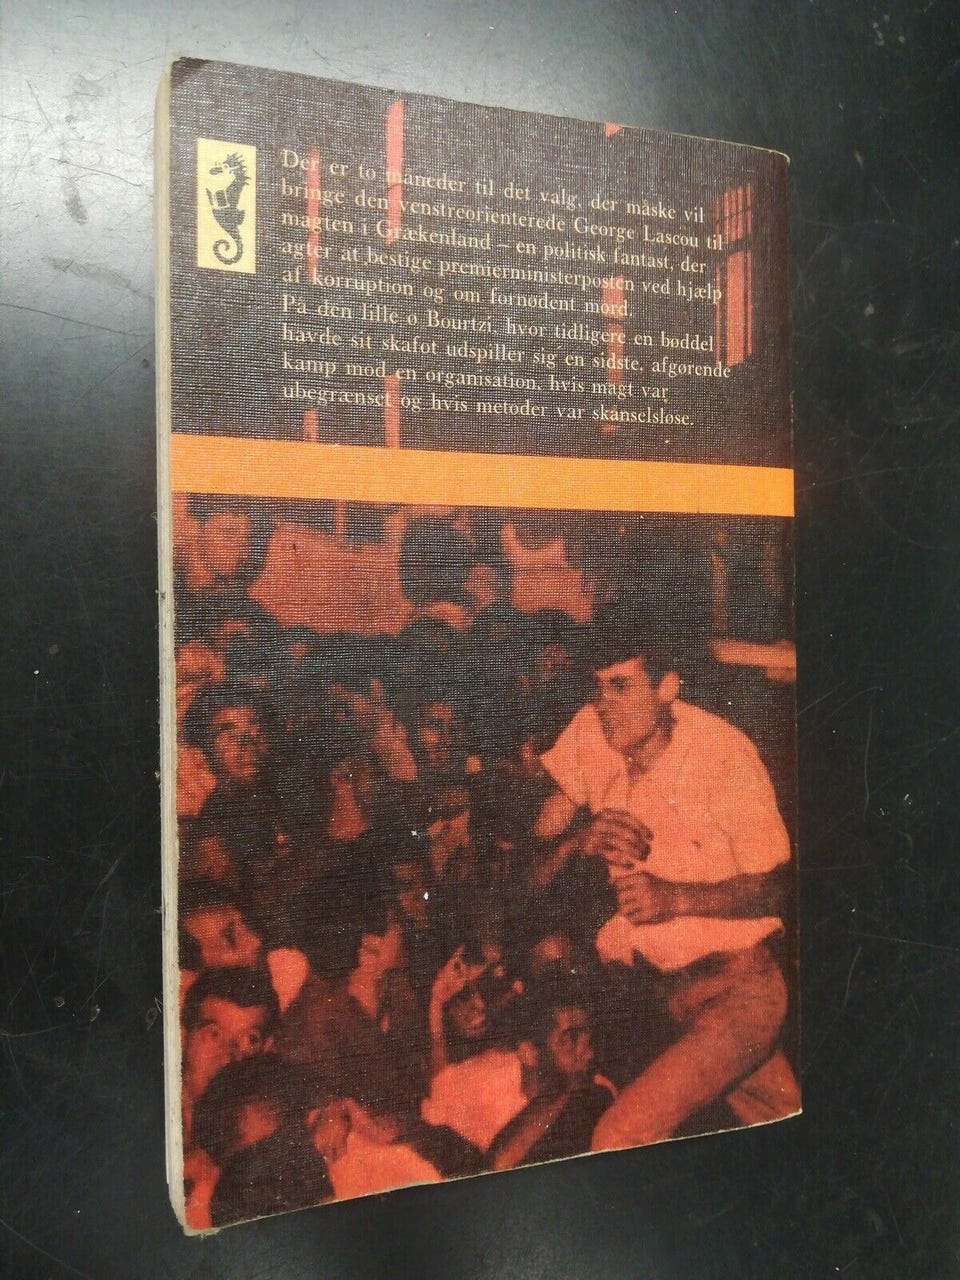 Der er to måneder til det valg, der måske vil
bringe den venstreorienterede George Lascou til
magten i Grækenland – en politisk fantast, der
agter at bestige premierministerposten ved hjælp
af korruption og om fornødent mord.
På den lille ø Bourtzi, hvor tidligere en bøddel
havde sit skafot udspiller sig en sidste, afgørende
kamp mod en organisation, hvis magt var
ubegrænset og hvis metoder var skånselsløse.